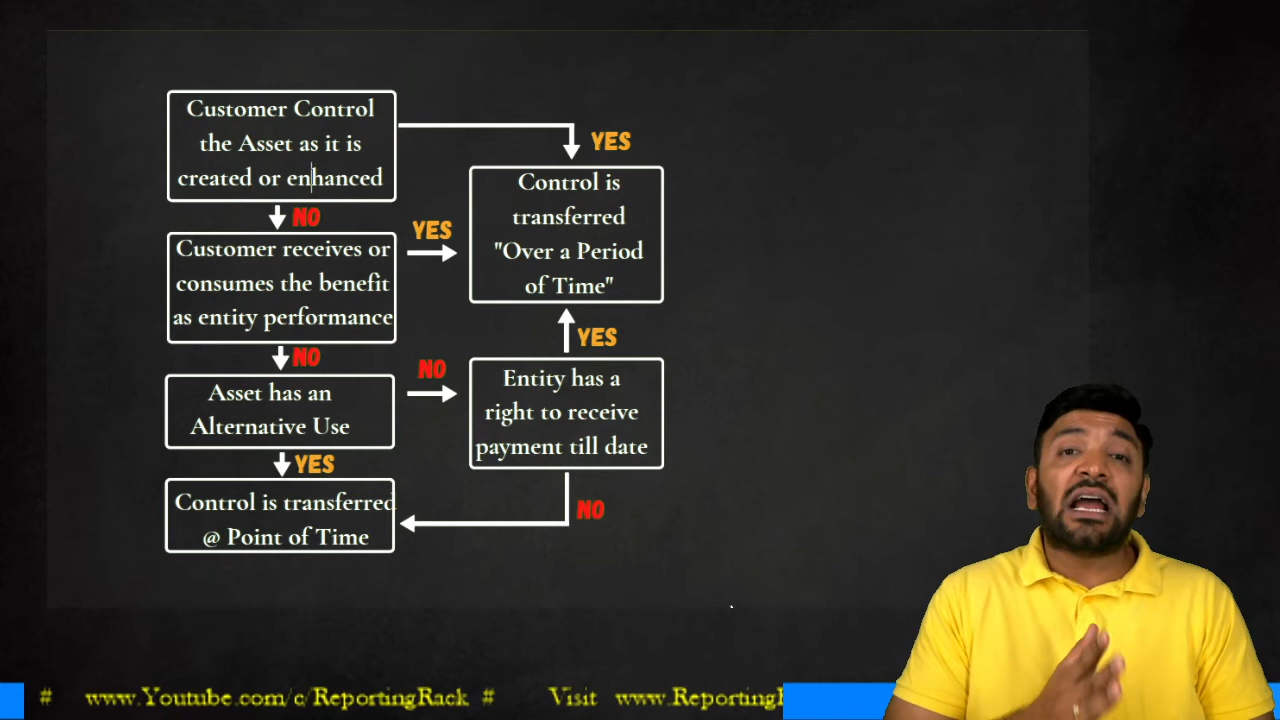 Customer Control
the Asset as it is
created or enhanced
YES
NO
Control is
transferred
"Over a Period
of Time"
YES
Customer receives or
consumes the benefit
as entity performance
NO
YES
Asset has an
Alternative Use
NO
Entity has a
right to receive
payment till date
YES
NO
Control is transferred
@ Point of Time
# www.Youtube.com/c/ReportingRack # Visit